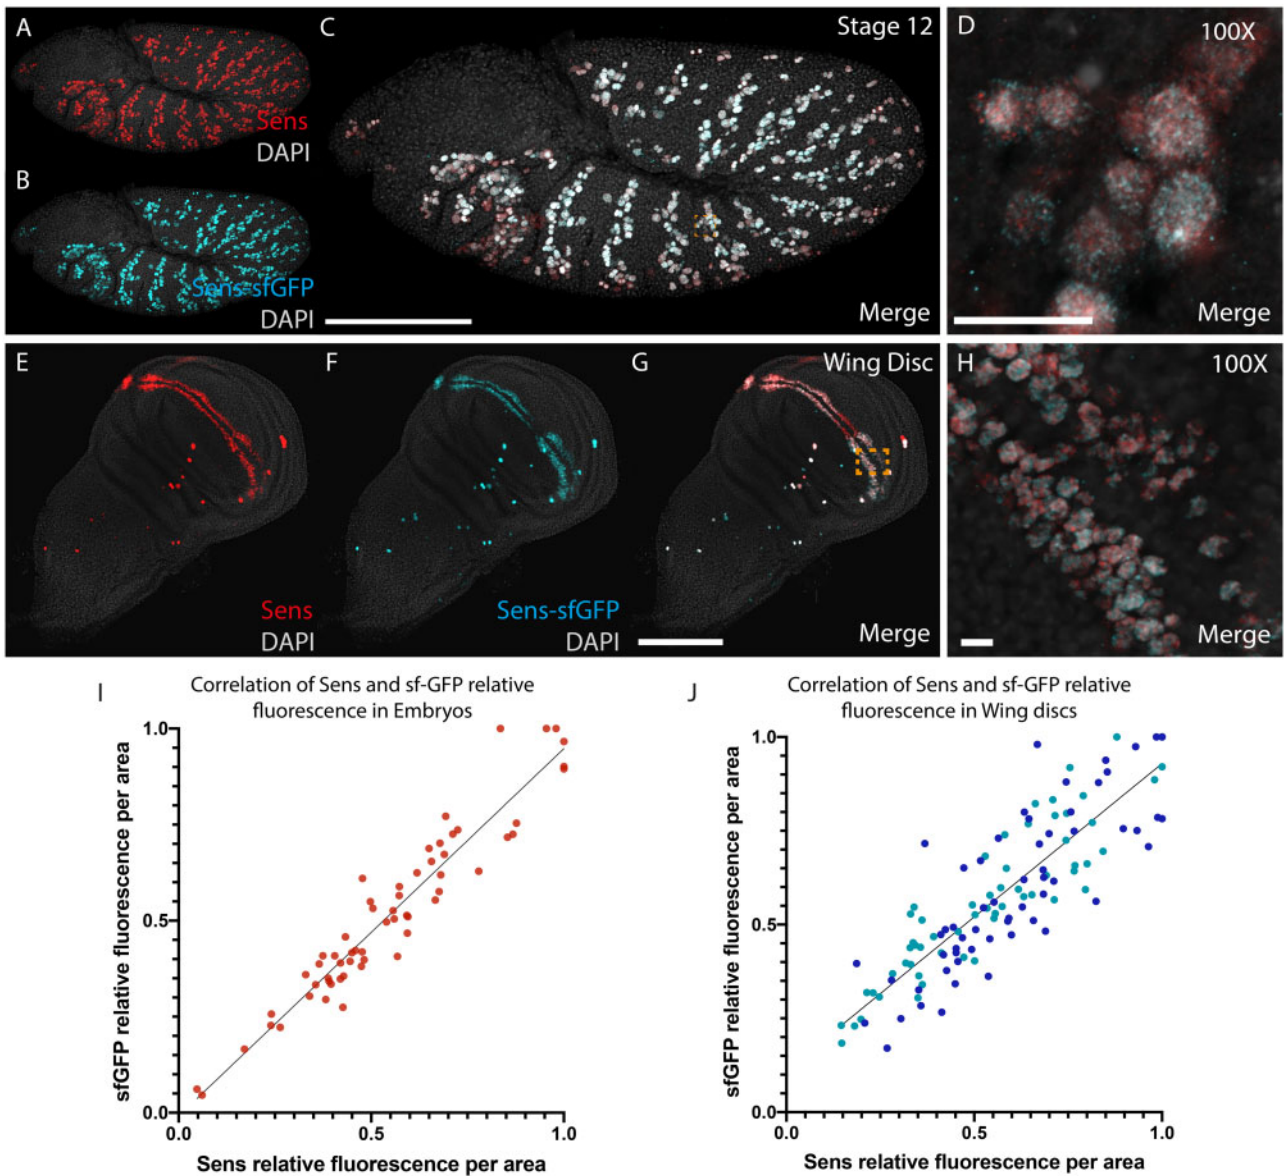 A
Sens
DAPI
B
Sens-sfGFP
DAPI
C
Stage 12
Merge
D
100X
Merge
E
Sens
DAPI
F
Sens-sfGFP
DAPI
G
Wing Disc
Merge
H
100X
Merge
I
Correlation of Sens and sf-GFP relative
fluorescence in Embryos
sfGFP relative fluorescence per area
1.0
0.5
0.0
0.0 0.5 1.0
Sens relative fluorescence per area
J
Correlation of Sens and sf-GFP relative
fluorescence in Wing discs
sfGFP relative fluorescence per area
1.0
0.5
0.0
0.0 0.5 1.0
Sens relative fluorescence per area